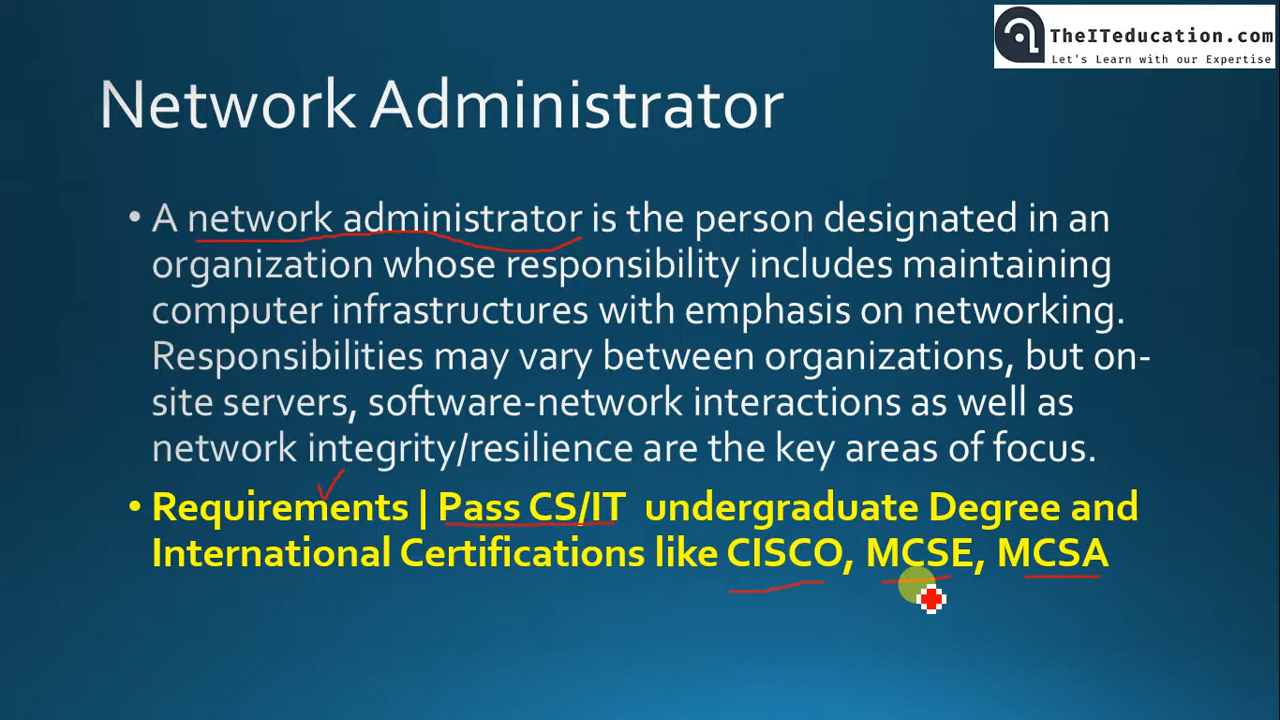 TheITeducation.com
Let's Learn with our Expertise
Network Administrator
• A network administrator is the person designated in an
organization whose responsibility includes maintaining
computer infrastructures with emphasis on networking.
Responsibilities may vary between organizations, but on-
site servers, software-network interactions as well as
network integrity/resilience are the key areas of focus.
• Requirements | Pass CS/IT undergraduate Degree and
International Certifications like CISCO, MCSE, MCSA